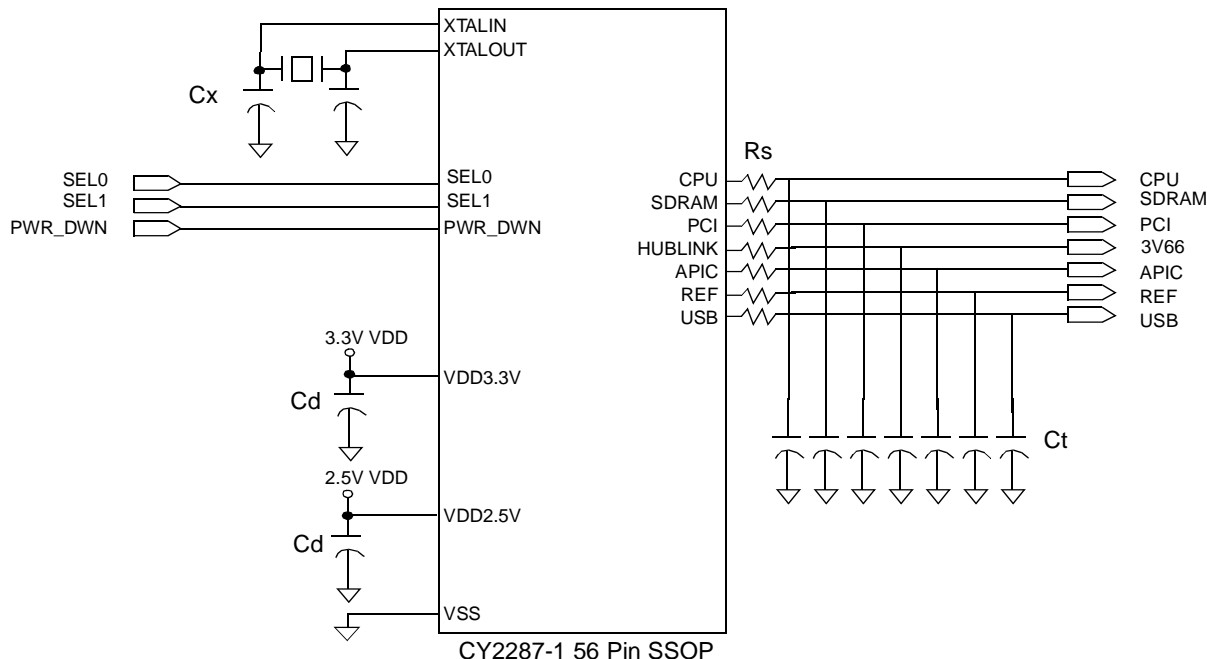 XTALIN
XTALOUT
Cx
Rs
SEL0
SEL0
CPU
CPU
SEL1
SEL1
SDRAM
SDRAM
PWR_DWN
PWR_DWN
PCI
PCI
HUBLINK
3V66
APIC
APIC
REF
REF
USB
USB
3.3V VDD
VDD3.3V
Cd
Ct
2.5V VDD
VDD2.5V
Cd
VSS
CY2287-1 56 Pin SSOP